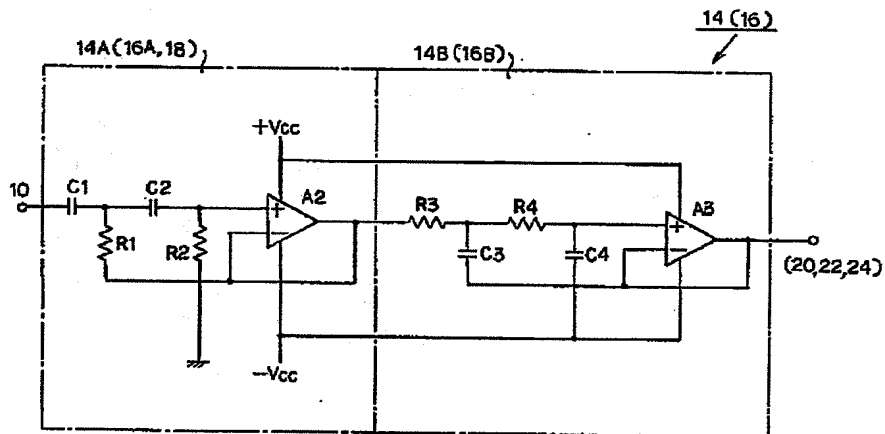 14 (16)
14A(16A,18)
14B(16B)
+Vcc
10
C1
C2
A2
R3
R4
A3
+
+
−
−
R1
R2
C3
C4
(20,22,24)
−Vcc